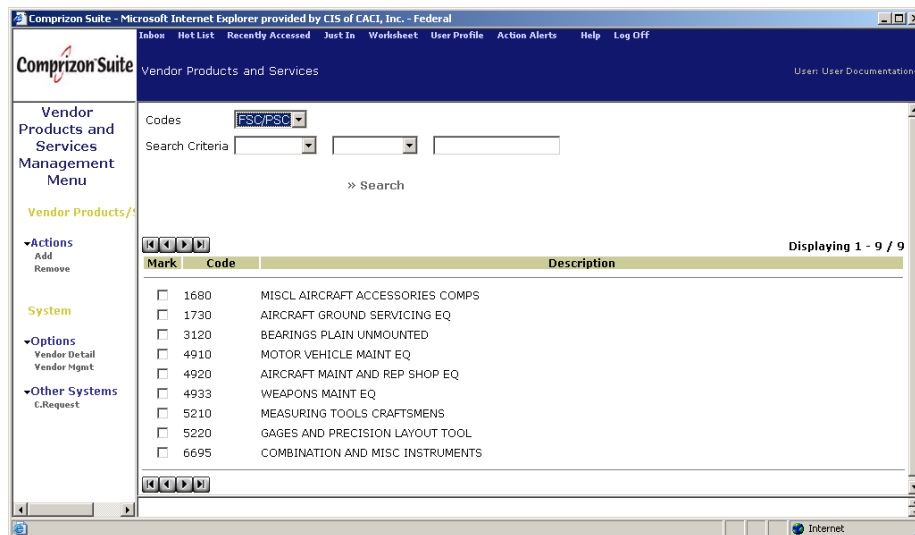 Comprizon Suite - Microsoft Internet Explorer provided by CIS of CACI, Inc. - Federal
Inbox HotList Recently Accessed Just In Worksheet User Profile Action Alerts Help Log Off
Comprizon Suite
Vendor Products and Services
User: User Documentation
Vendor
Products and
Services
Management
Menu
Vendor Products/S
Actions
Add
Remove
System
Options
Vendor Detail
Vendor Mgmt
Other Systems
C.Request
Codes FSC/PSC
Search Criteria
» Search
Displaying 1 - 9 / 9
Mark Code Description
1680 MISCL AIRCRAFT ACCESSORIES COMPS
1730 AIRCRAFT GROUND SERVICING EQ
3120 BEARINGS PLAIN UNMOUNTED
4910 MOTOR VEHICLE MAINT EQ
4920 AIRCRAFT MAINT AND REP SHOP EQ
4933 WEAPONS MAINT EQ
5210 MEASURING TOOLS CRAFTSMENS
5220 GAGES AND PRECISION LAYOUT TOOL
6695 COMBINATION AND MISC INSTRUMENTS
Internet